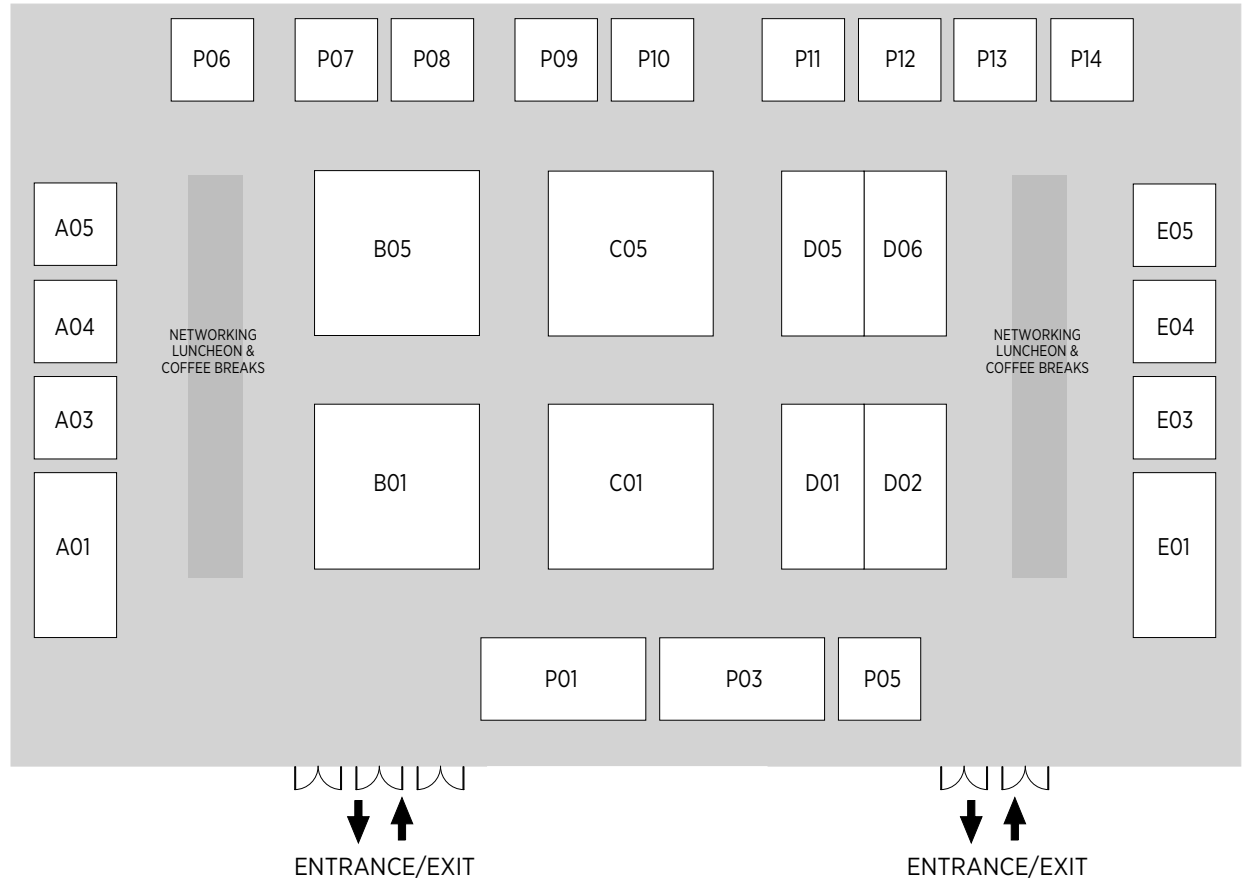 P06
P07
P08
P09
P10
P11
P12
P13
P14
A05
B05
C05
D05
D06
E05
A04
NETWORKING
LUNCHEON &
COFFEE BREAKS
NETWORKING
LUNCHEON &
COFFEE BREAKS
E04
A03
E03
B01
C01
D01
D02
A01
E01
P01
P03
P05
ENTRANCE/EXIT
ENTRANCE/EXIT